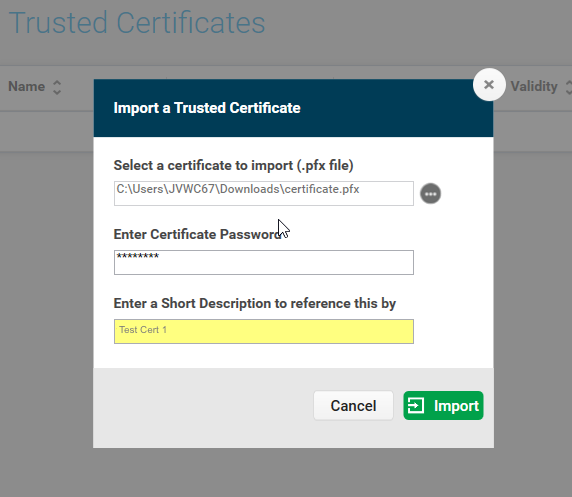 Trusted Certificates
Name
Validity
Import a Trusted Certificate
Select a certificate to import (.pfx file)
C:\Users\JVWC67\Downloads\certificate.pfx
Enter Certificate Password
********
Enter a Short Description to reference this by
Test Cert 1
Cancel
Import